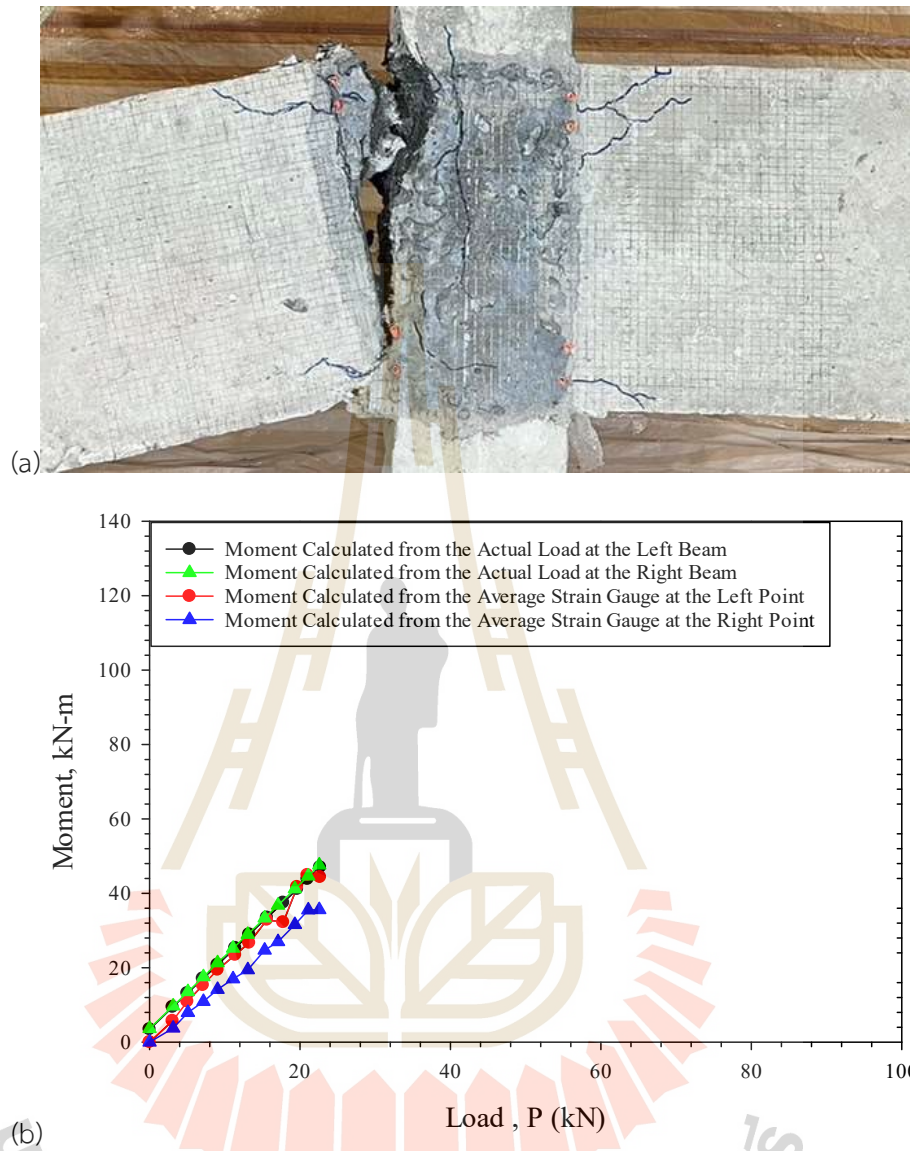 (a)
140
Moment Calculated from the Actual Load at the Left Beam
Moment Calculated from the Actual Load at the Right Beam
120
Moment Calculated from the Average Strain Gauge at the Left Point
Moment Calculated from the Average Strain Gauge at the Right Point
100
80
60
40
20
0
Moment, kN-m
0 20 40 60 80 100
Load , P (kN)
(b)